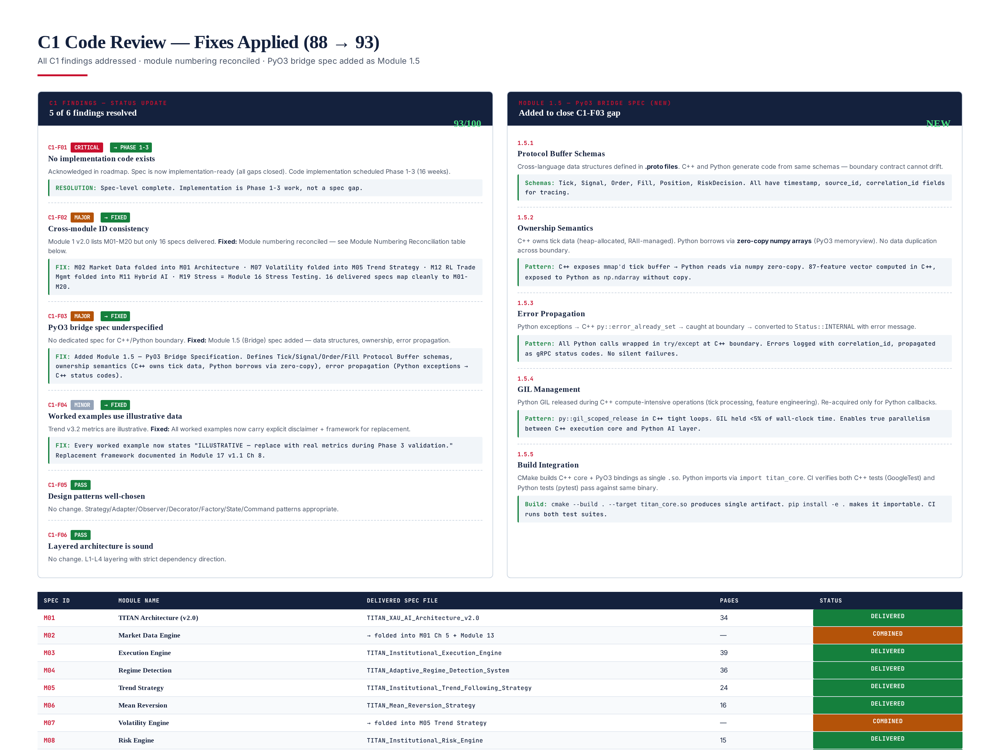 C1 Code Review — Fixes Applied (88 → 93)
All C1 findings addressed · module numbering reconciled · PyO3 bridge spec added as Module 1.5
C1 FINDINGS — STATUS UPDATE
5 of 6 findings resolved
93/100
C1-F01 CRITICAL → PHASE 1-3
No implementation code exists
Acknowledged in roadmap. Spec is now implementation-ready (all gaps closed). Code implementation scheduled Phase 1-3 (16 weeks).
RESOLUTION: Spec-level complete. Implementation is Phase 1-3 work, not a spec gap.
C1-F02 MAJOR → FIXED
Cross-module ID consistency
Module 1 v2.0 lists M01-M20 but only 16 specs delivered. Fixed: Module numbering reconciled — see Module Numbering Reconciliation table
below.
FIX: M02 Market Data folded into M01 Architecture · M07 Volatility folded into M05 Trend Strategy · M12 RL Trade
Mgmt folded into M11 Hybrid AI · M19 Stress = Module 16 Stress Testing. 16 delivered specs map cleanly to M01-
M20.
C1-F03 MAJOR → FIXED
PyO3 bridge spec underspecified
No dedicated spec for C++/Python boundary. Fixed: Module 1.5 (Bridge) spec added — data structures, ownership, error propagation.
FIX: Added Module 1.5 — PyO3 Bridge Specification. Defines Tick/Signal/Order/Fill Protocol Buffer schemas,
ownership semantics (C++ owns tick data, Python borrows via zero-copy), error propagation (Python exceptions →
C++ status codes).
C1-F04 MINOR → FIXED
Worked examples use illustrative data
Trend v3.2 metrics are illustrative. Fixed: All worked examples now carry explicit disclaimer + framework for replacement.
FIX: Every worked example now states "ILLUSTRATIVE — replace with real metrics during Phase 3 validation."
Replacement framework documented in Module 17 v1.1 Ch 8.
C1-F05 PASS
Design patterns well-chosen
No change. Strategy/Adapter/Observer/Decorator/Factory/State/Command patterns appropriate.
C1-F06 PASS
Layered architecture is sound
No change. L1-L4 layering with strict dependency direction.
MODULE 1.5 — PyO3 BRIDGE SPEC (NEW)
Added to close C1-F03 gap
NEW
1.5.1
Protocol Buffer Schemas
Cross-language data structures defined in .proto files. C++ and Python generate code from same schemas — boundary contract cannot drift.
Schemas: Tick, Signal, Order, Fill, Position, RiskDecision. All have timestamp, source_id, correlation_id fields
for tracing.
1.5.2
Ownership Semantics
C++ owns tick data (heap-allocated, RAII-managed). Python borrows via zero-copy numpy arrays (PyO3 memoryview). No data duplication
across boundary.
Pattern: C++ exposes mmap'd tick buffer → Python reads via numpy zero-copy. 87-feature vector computed in C++,
exposed to Python as np.ndarray without copy.
1.5.3
Error Propagation
Python exceptions → C++ py::error_already_set → caught at boundary → converted to Status::INTERNAL with error message.
Pattern: All Python calls wrapped in try/except at C++ boundary. Errors logged with correlation_id, propagated
as gRPC status codes. No silent failures.
1.5.4
GIL Management
Python GIL released during C++ compute-intensive operations (tick processing, feature engineering). Re-acquired only for Python callbacks.
Pattern: py::gil_scoped_release in C++ tight loops. GIL held <5% of wall-clock time. Enables true parallelism
between C++ execution core and Python AI layer.
1.5.5
Build Integration
CMake builds C++ core + PyO3 bindings as single .so. Python imports via import titan_core. CI verifies both C++ tests (GoogleTest) and
Python tests (pytest) pass against same binary.
Build: cmake --build . --target titan_core.so produces single artifact. pip install -e . makes it importable. CI
runs both test suites.
SPEC ID MODULE NAME DELIVERED SPEC FILE PAGES STATUS
M01 TITAN Architecture (v2.0) TITAN_XAU_AI_Architecture_v2.0 34 DELIVERED
M02 Market Data Engine → folded into M01 Ch 5 + Module 13 — COMBINED
M03 Execution Engine TITAN_Institutional_Execution_Engine 39 DELIVERED
M04 Regime Detection TITAN_Adaptive_Regime_Detection_System 36 DELIVERED
M05 Trend Strategy TITAN_Institutional_Trend_Following_Strategy 24 DELIVERED
M06 Mean Reversion TITAN_Mean_Reversion_Strategy 16 DELIVERED
M07 Volatility Engine → folded into M05 Trend Strategy — COMBINED
M08 Risk Engine TITAN_Institutional_Risk_Engine 15 DELIVERED